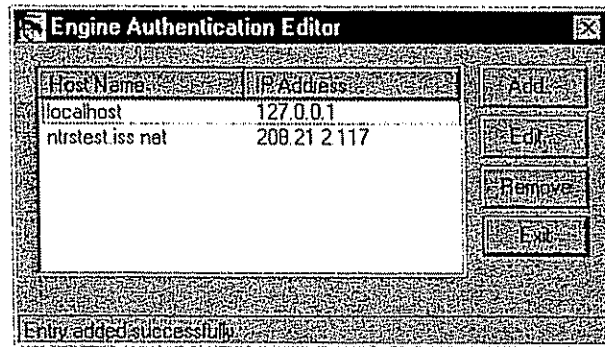 Engine Authentication Editor
Host Name IP Address
localhost 127.0.0.1
ntrstest.iss.net 208.21.2.117
Add...
Edit...
Remove
Exit
Entry added successfully.